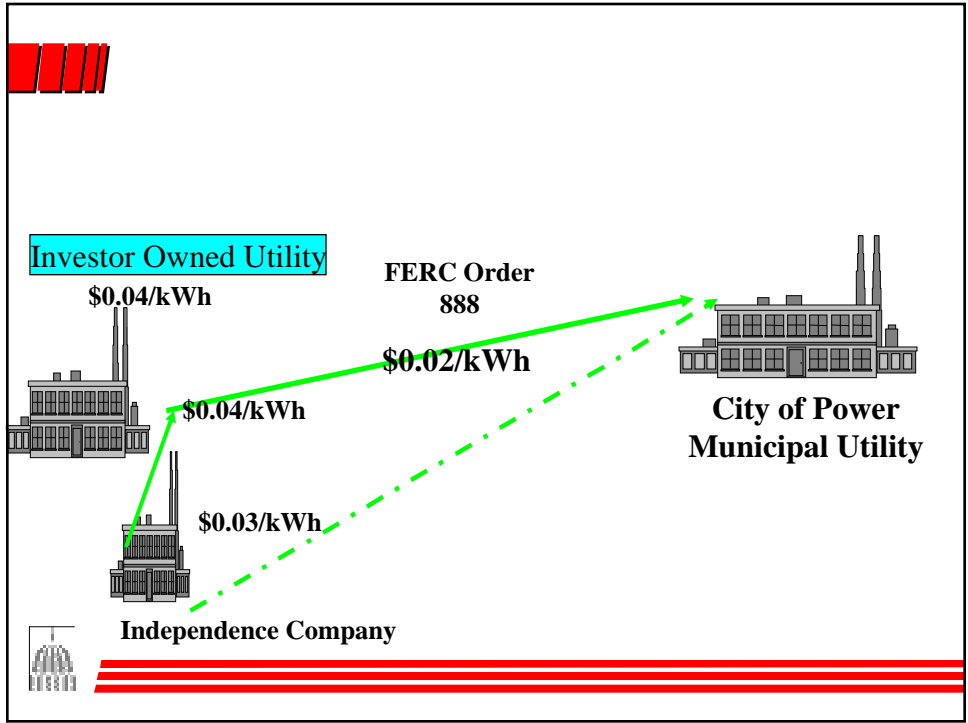 Investor Owned Utility
$0.04/kWh
FERC Order
888
$0.02/kWh
$0.04/kWh
City of Power
Municipal Utility
$0.03/kWh
Independence Company